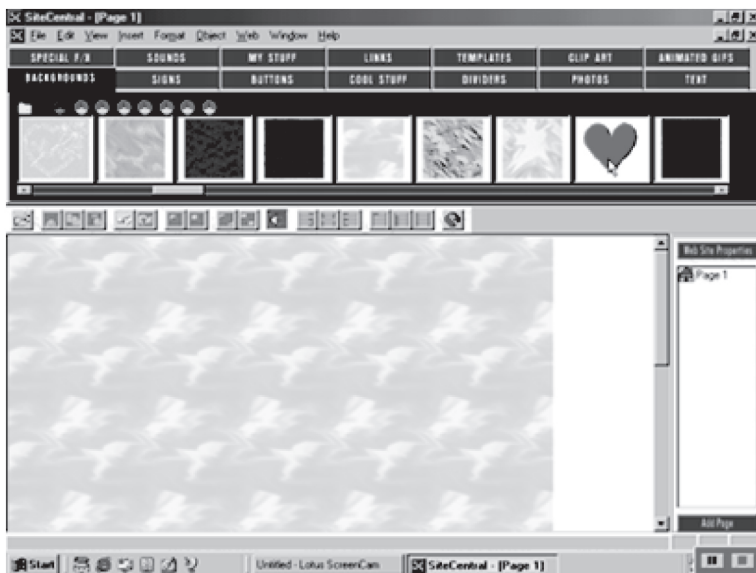 SiteCentral - [Page 1]
File Edit View Insert Format Object Web Window Help
SPECIAL F/X SOUNDS MY STUFF LINKS TEMPLATES CLIP ART ANIMATED GIFS
BACKGROUNDS SIGNS BUTTONS COOL STUFF DIVIDERS PHOTOS TEXT
Web Site Properties
Page 1
Add Page
Start Untitled - Lotus ScreenCam SiteCentral - [Page 1]